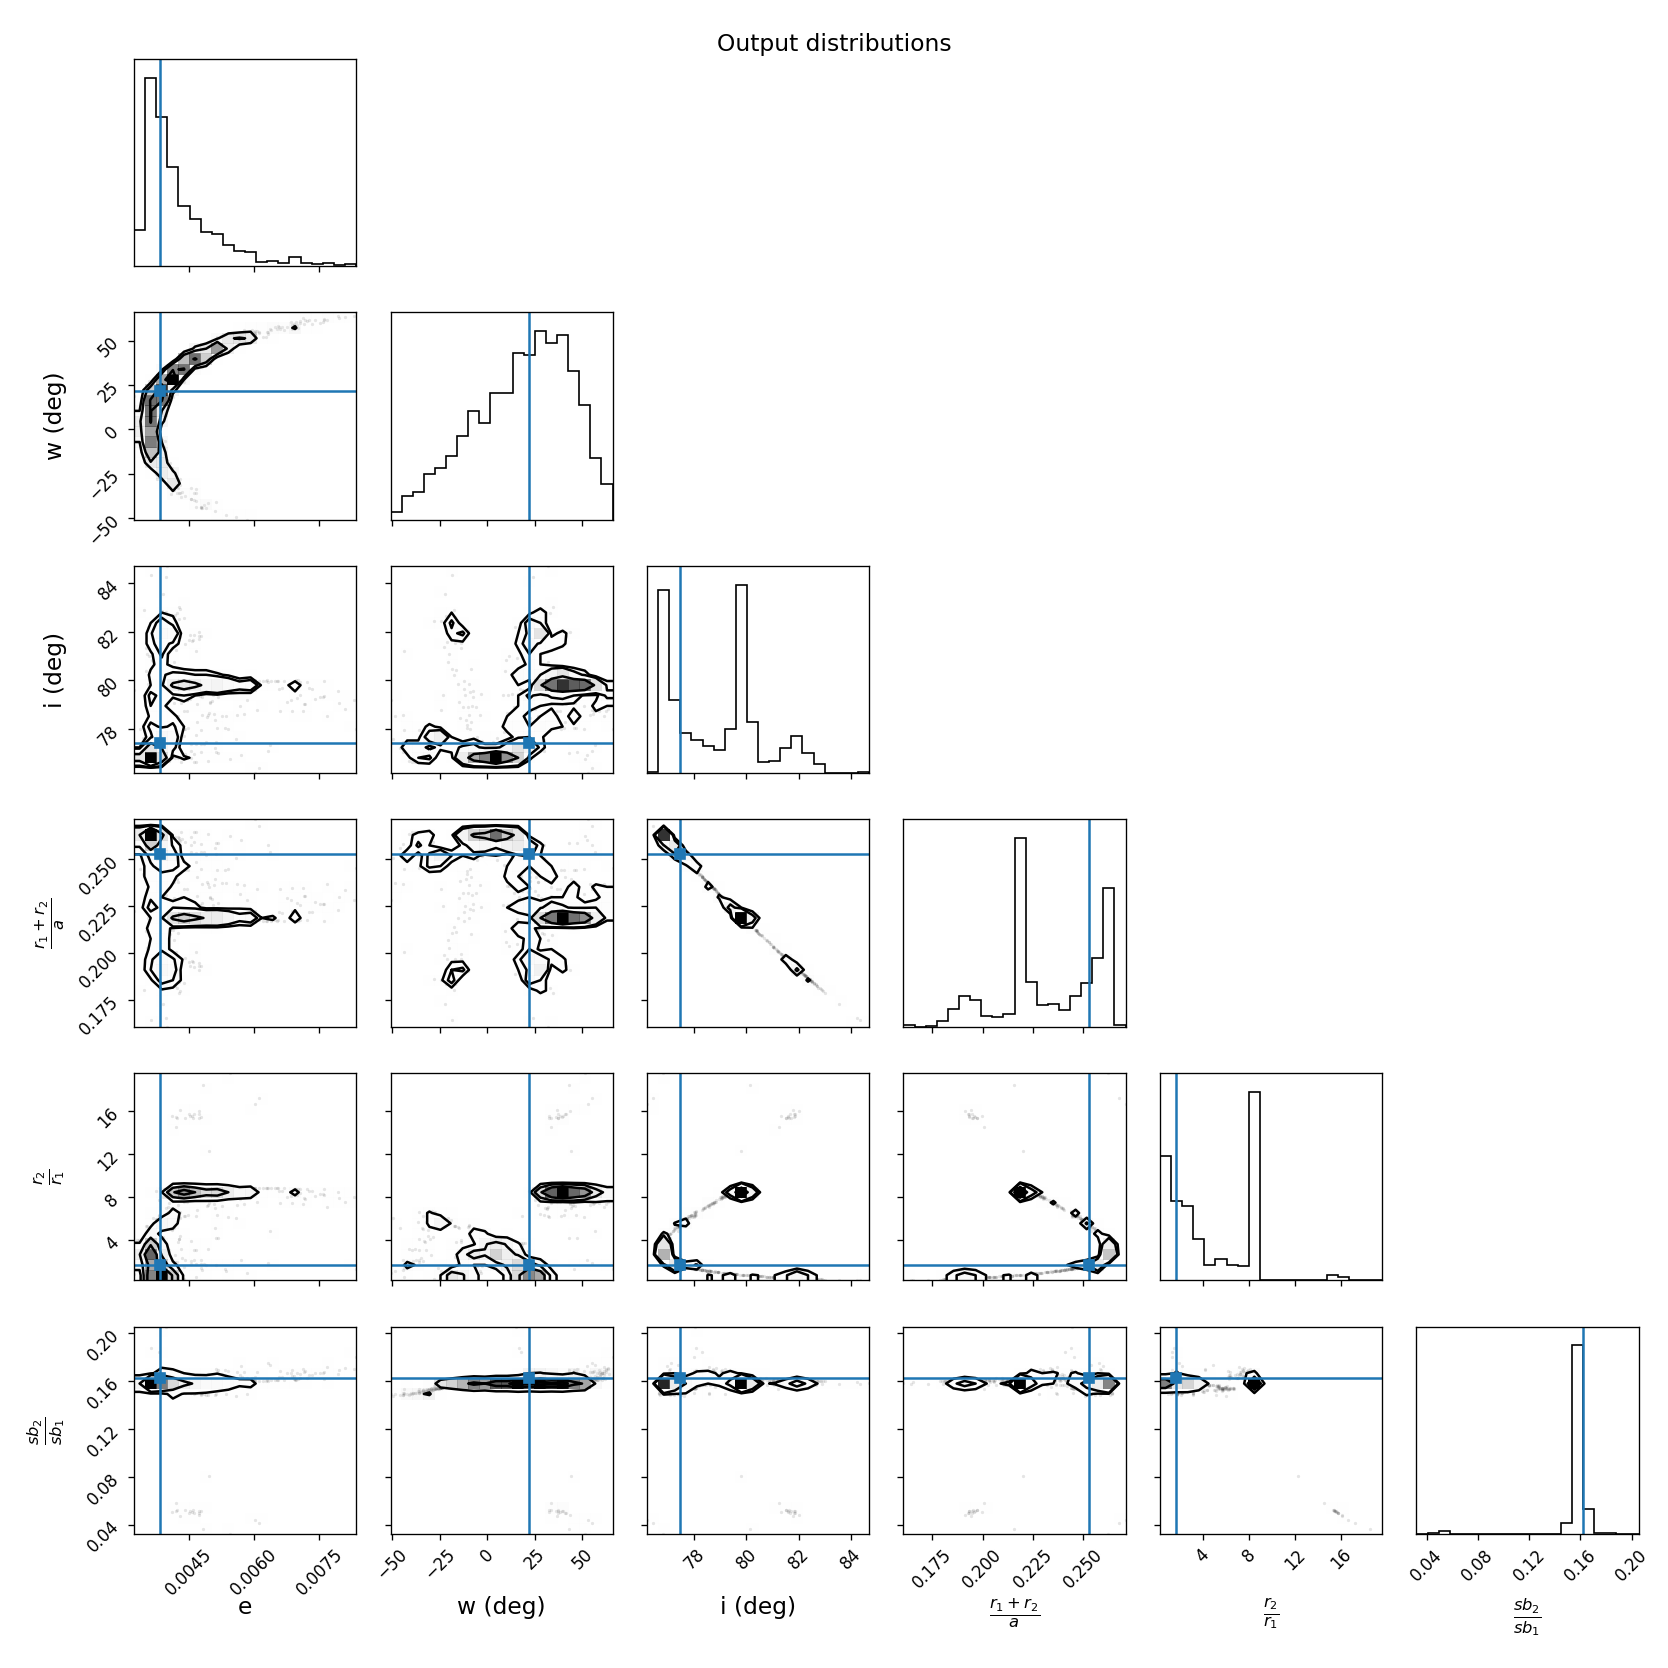 Output distributions
50
25
0
−25
−50
w (deg)
84
82
80
78
i (deg)
0.250
0.225
0.200
0.175
r₁ + r₂
a
16
12
8
4
r₂
r₁
0.20
0.16
0.12
0.08
0.04
sb₂
sb₁
0.0045 0.0060 0.0075
e
−50 −25 0 25 50
w (deg)
78 80 82 84
i (deg)
0.175 0.200 0.225 0.250
r₁ + r₂
a
4 8 12 16
r₂
r₁
0.04 0.08 0.12 0.16 0.20
sb₂
sb₁